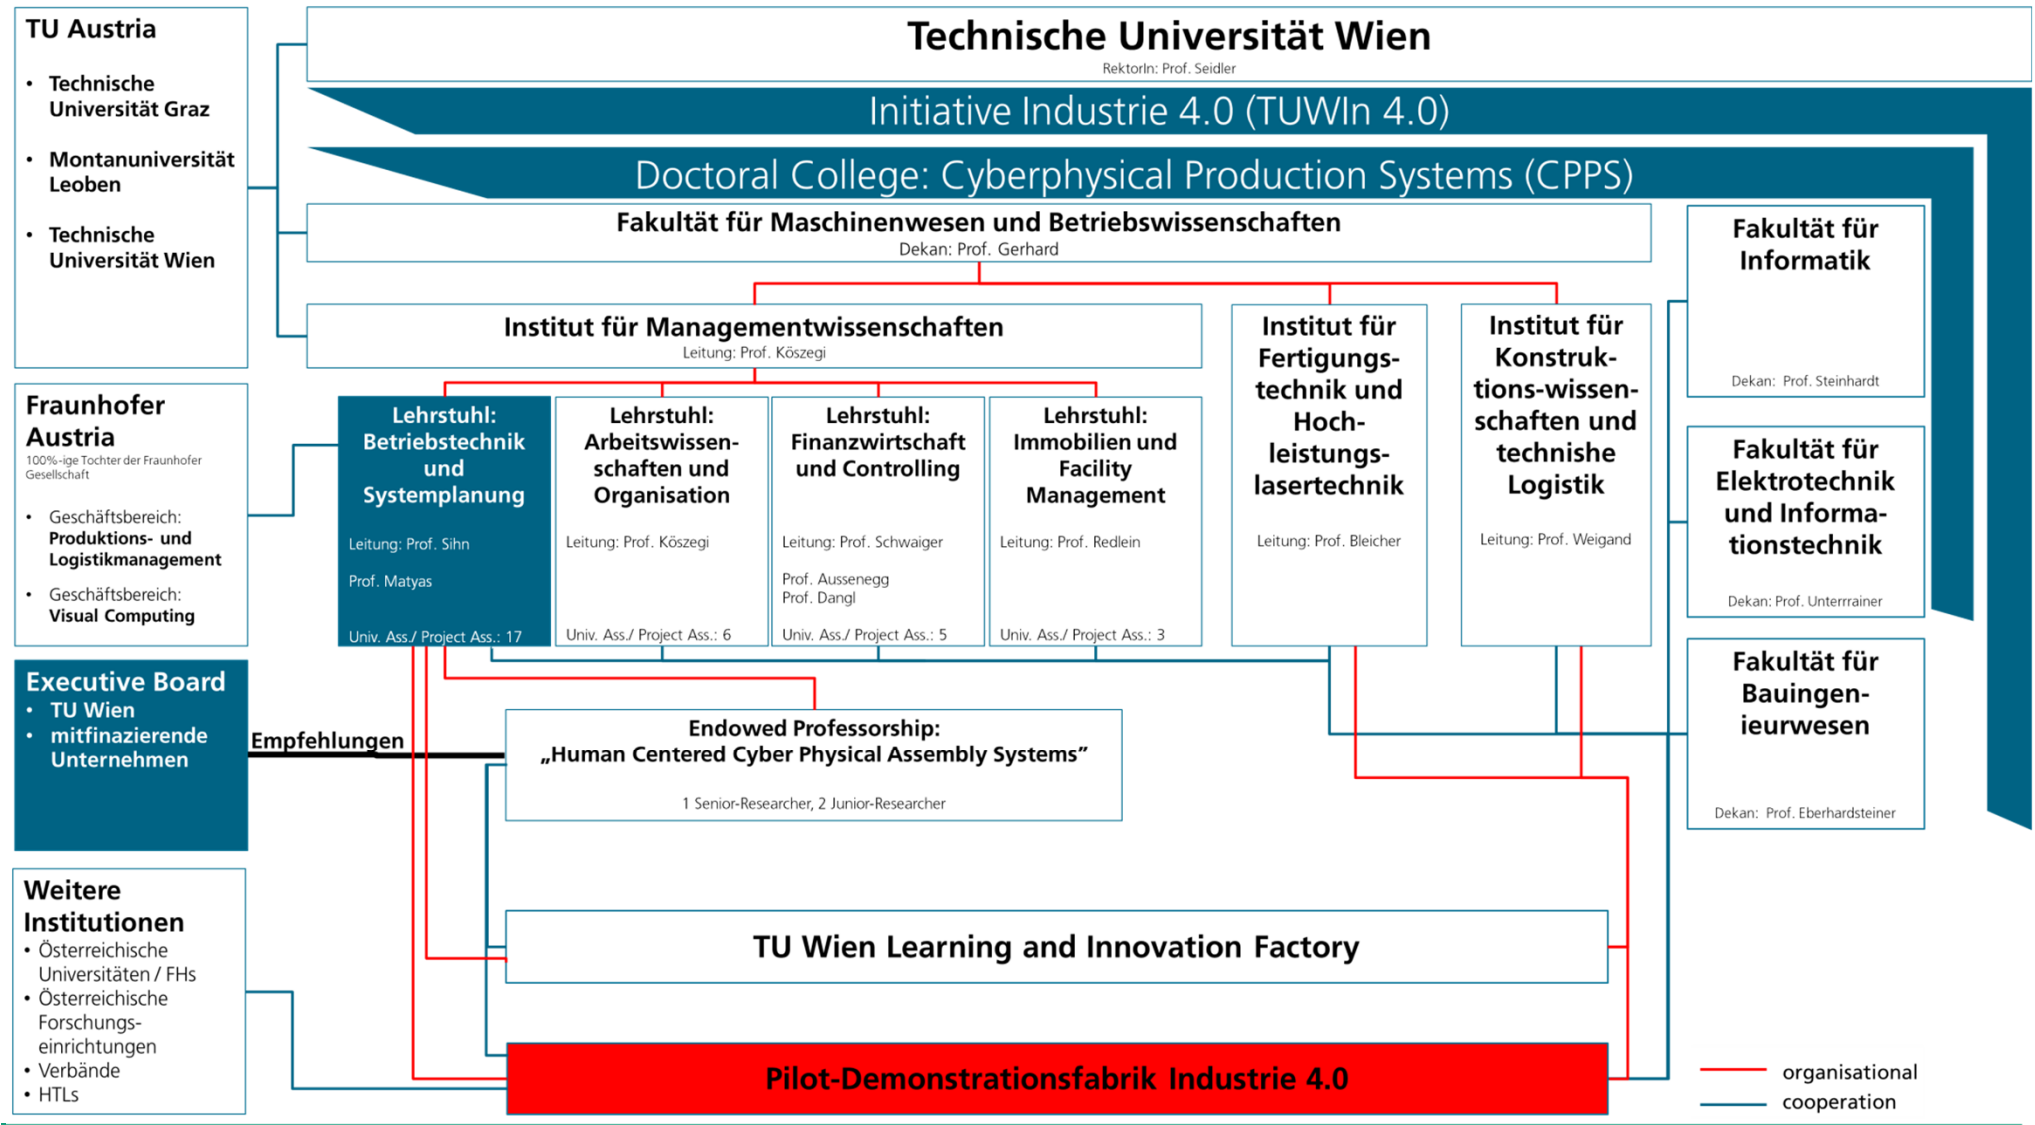 TU Austria
• Technische
Universität Graz
• Montanuniversität
Leoben
• Technische
Universität Wien
Technische Universität Wien
RektorIn: Prof. Seidler
Initiative Industrie 4.0 (TUWIn 4.0)
Doctoral College: Cyberphysical Production Systems (CPPS)
Fakultät für Maschinenwesen und Betriebswissenschaften
Dekan: Prof. Gerhard
Institut für Managementwissenschaften
Leitung: Prof. Köszegi
Institut für
Fertigungs-
technik und
Hoch-
leistungs-
lasertechnik
Leitung: Prof. Bleicher
Institut für
Konstruk-
tions-wissen-
schaften und
technishe
Logistik
Leitung: Prof. Weigand
Fakultät für
Informatik
Dekan: Prof. Steinhardt
Fakultät für
Elektrotechnik
und Informa-
tionstechnik
Dekan: Prof. Unterrrainer
Fakultät für
Bauingen-
ieurwesen
Dekan: Prof. Eberhardsteiner
Fraunhofer
Austria
100%-ige Tochter der Fraunhofer
Gesellschaft
• Geschäftsbereich:
Produktions- und
Logistikmanagement
• Geschäftsbereich:
Visual Computing
Lehrstuhl:
Betriebstechnik
und
Systemplanung
Leitung: Prof. Sihn
Prof. Matyas
Univ. Ass./ Project Ass.: 17
Lehrstuhl:
Arbeitswissen-
schaften und
Organisation
Leitung: Prof. Köszegi
Univ. Ass./ Project Ass.: 6
Lehrstuhl:
Finanzwirtschaft
und Controlling
Leitung: Prof. Schwaiger
Prof. Aussenegg
Prof. Dangl
Univ. Ass./ Project Ass.: 5
Lehrstuhl:
Immobilien und
Facility
Management
Leitung: Prof. Redlein
Univ. Ass./ Project Ass.: 3
Executive Board
• TU Wien
• mitfinazierende
Unternehmen
Empfehlungen
Endowed Professorship:
„Human Centered Cyber Physical Assembly Systems”
1 Senior-Researcher, 2 Junior-Researcher
Weitere
Institutionen
• Österreichische
Universitäten / FHs
• Österreichische
Forschungs-
einrichtungen
• Verbände
• HTLs
TU Wien Learning and Innovation Factory
Pilot-Demonstrationsfabrik Industrie 4.0
organisational
cooperation